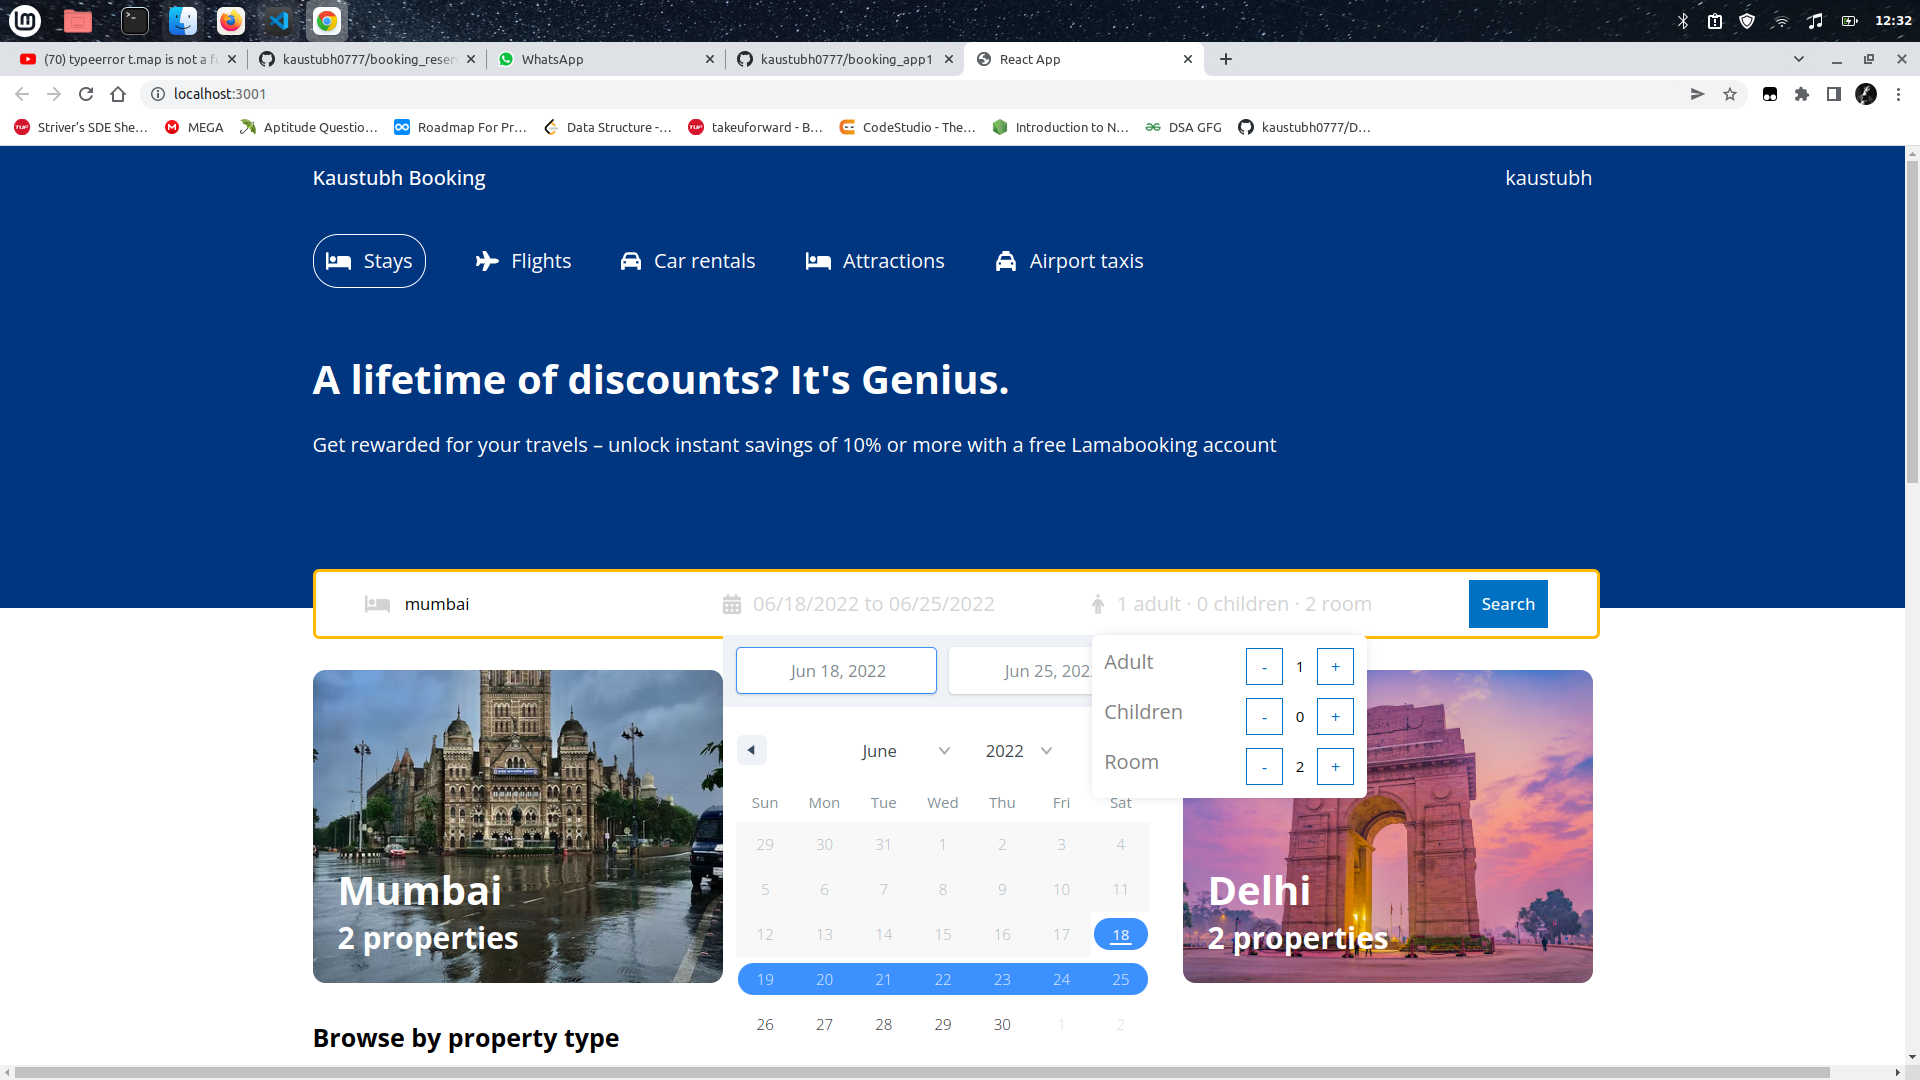 12:32
(70) typeerror t.map is not a fu
kaustubh0777/booking_reser
WhatsApp
kaustubh0777/booking_app1
React App
localhost:3001
Striver's SDE She...
MEGA
Aptitude Questio...
Roadmap For Pr...
Data Structure -...
takeuforward - B...
CodeStudio - The...
Introduction to N...
DSA GFG
kaustubh0777/D...
Kaustubh Booking
kaustubh
Stays
Flights
Car rentals
Attractions
Airport taxis
A lifetime of discounts? It's Genius.
Get rewarded for your travels – unlock instant savings of 10% or more with a free Lamabooking account
mumbai
06/18/2022 to 06/25/2022
1 adult · 0 children · 2 room
Search
Jun 18, 2022
Jun 25, 202
Adult - 1 +
Children - 0 +
Room - 2 +
June
2022
Sun Mon Tue Wed Thu Fri Sat
29 30 31 1 2 3 4
5 6 7 8 9 10 11
12 13 14 15 16 17 18
19 20 21 22 23 24 25
26 27 28 29 30 1 2
Mumbai
2 properties
Delhi
2 properties
Browse by property type